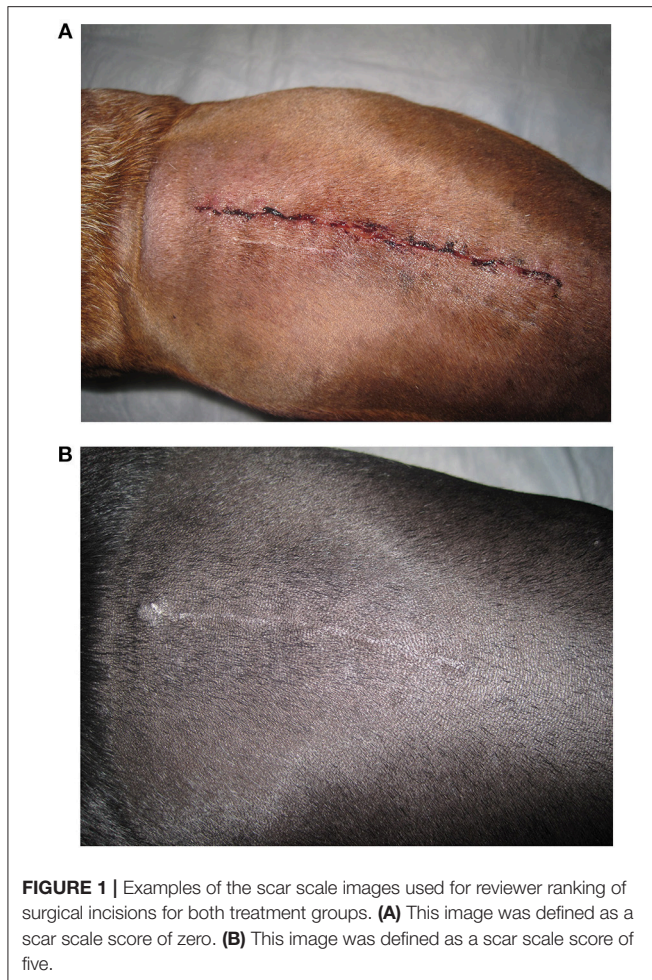 A
B
FIGURE 1 | Examples of the scar scale images used for reviewer ranking of
surgical incisions for both treatment groups. (A) This image was defined as a
scar scale score of zero. (B) This image was defined as a scar scale score of
five.